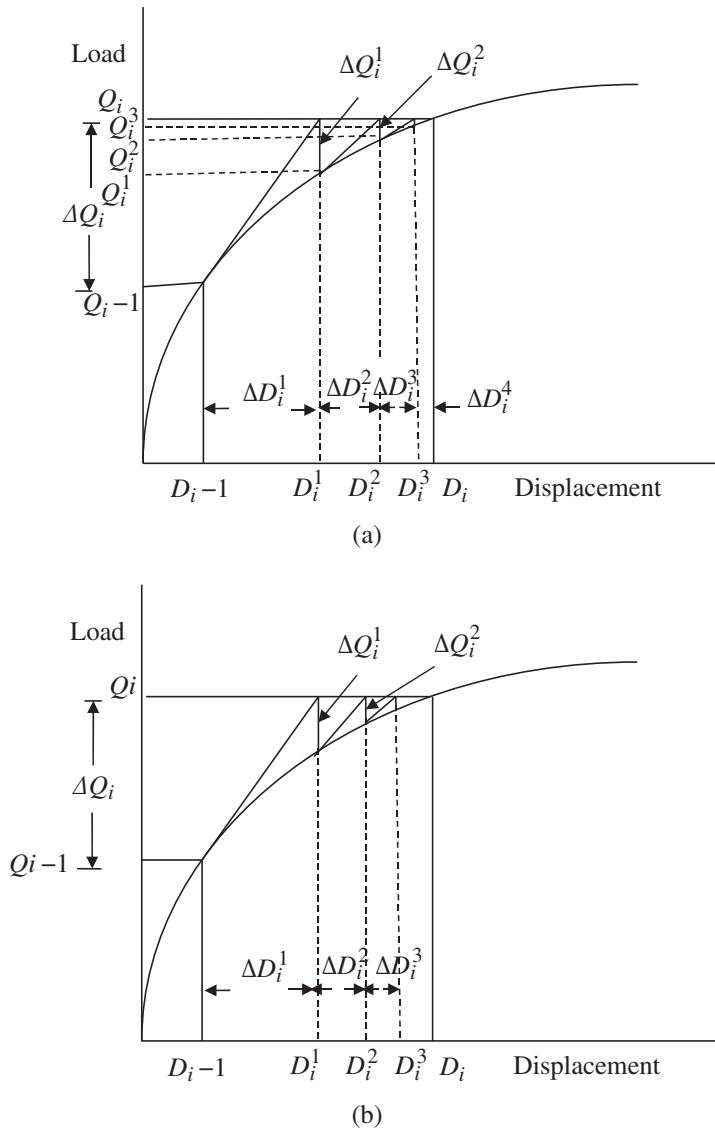 Load
ΔQ_i^1
ΔQ_i^2
Q_i
Q_i^3
Q_i^2
Q_i^1
ΔQ_i
Q_i−1
ΔD_i^1
ΔD_i^2
ΔD_i^3
ΔD_i^4
D_i−1
D_i^1
D_i^2
D_i^3
D_i
Displacement
(a)
Load
ΔQ_i^1
ΔQ_i^2
Qi
ΔQ_i
Qi−1
ΔD_i^1
ΔD_i^2
ΔD_i^3
D_i−1
D_i^1
D_i^2
D_i^3
D_i
Displacement
(b)